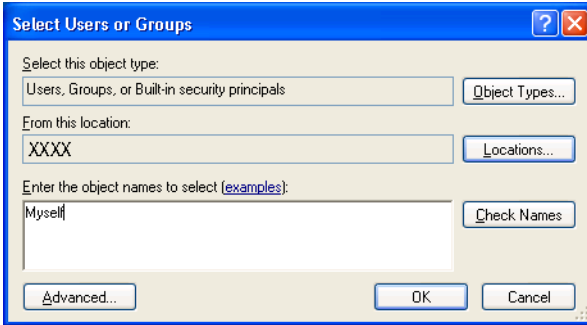 Select Users or Groups
Select this object type:
Users, Groups, or Built-in security principals
Object Types...
From this location:
XXXX
Locations...
Enter the object names to select (examples):
Myself
Check Names
Advanced...
OK
Cancel